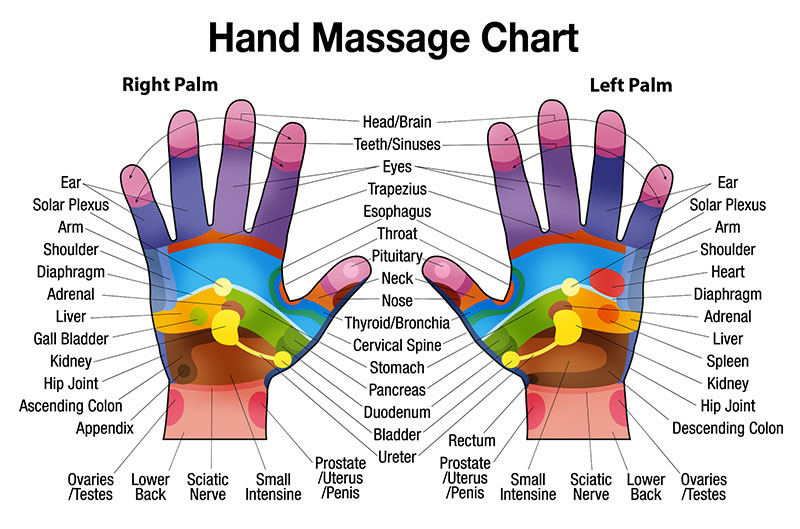 Hand Massage Chart
Right Palm
Left Palm
Head/Brain
Teeth/Sinuses
Eyes
Trapezius
Esophagus
Throat
Pituitary
Neck
Nose
Thyroid/Bronchia
Cervical Spine
Stomach
Pancreas
Duodenum
Bladder
Ureter
Ear
Solar Plexus
Arm
Shoulder
Diaphragm
Adrenal
Liver
Gall Bladder
Kidney
Hip Joint
Ascending Colon
Appendix
Ear
Solar Plexus
Arm
Shoulder
Heart
Diaphragm
Adrenal
Liver
Spleen
Kidney
Hip Joint
Descending Colon
Rectum
Ovaries
/Testes
Lower
Back
Sciatic
Nerve
Small
Intensine
Prostate
/Uterus
/Penis
Prostate
/Uterus
/Penis
Small
Intensine
Sciatic
Nerve
Lower
Back
Ovaries
/Testes